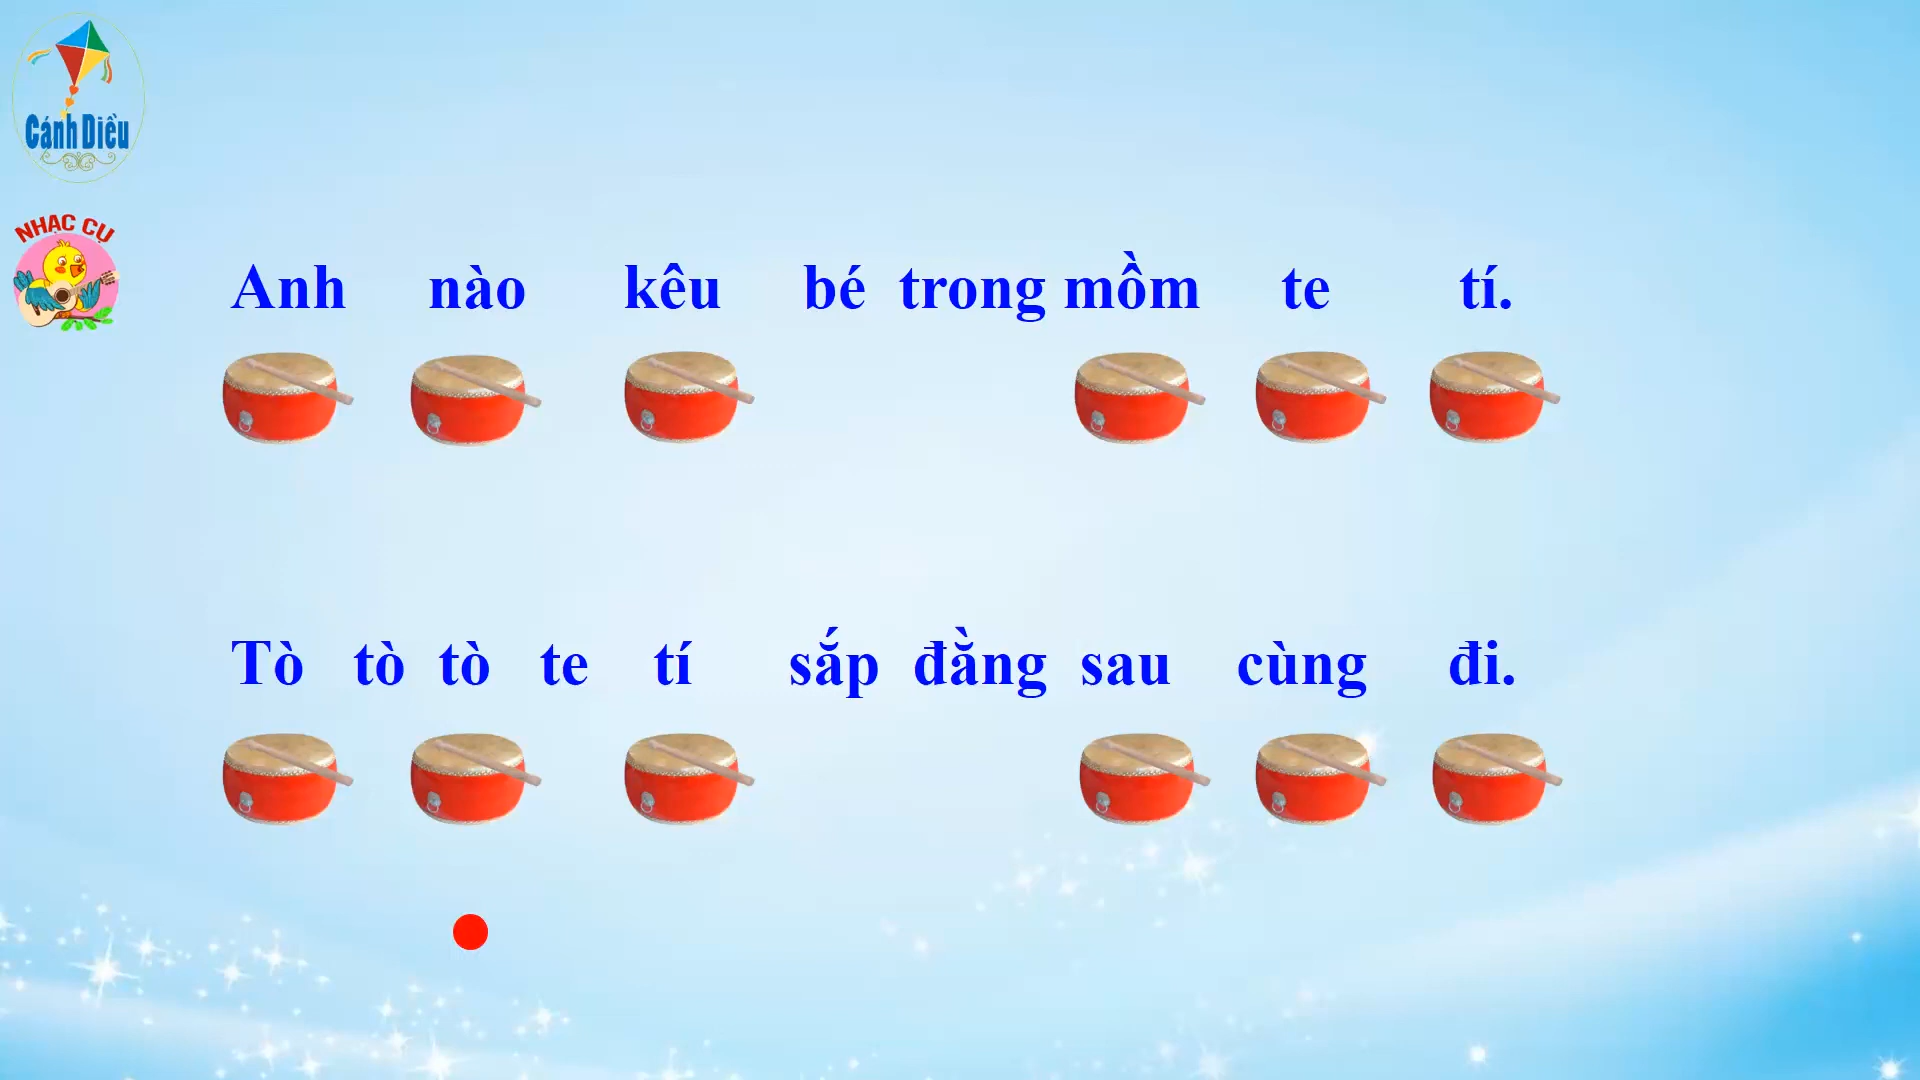 Cánh Diều
NHẠC CỤ
Anh nào kêu bé trong mồm te tí.
Tò tò tò te tí sắp đằng sau cùng đi.